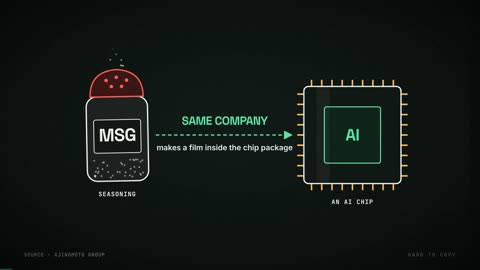 SAME COMPANY
MSG
AI
makes a film inside the chip package
SEASONING
AN AI CHIP
SOURCE · AJINOMOTO GROUP
HARD TO COPY